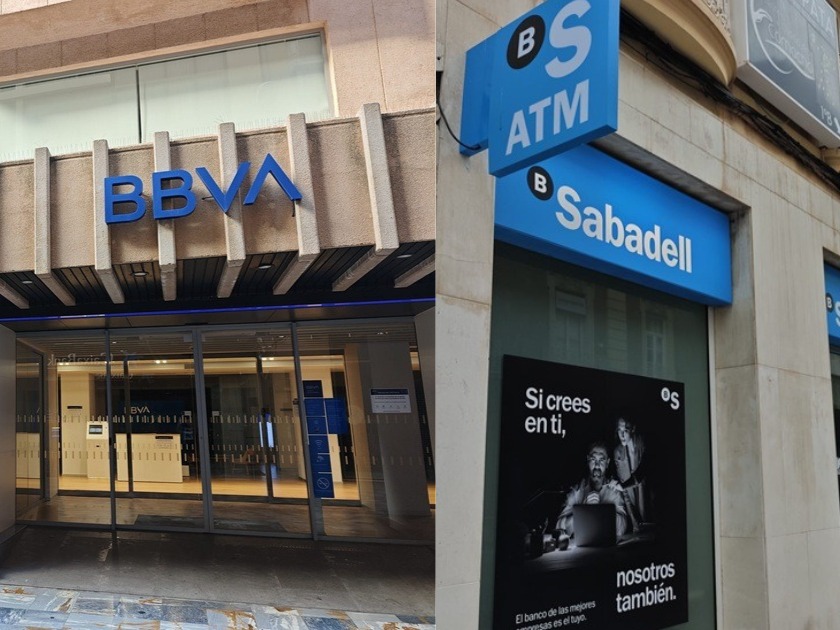 BBVA
BBVA
B S
ATM
B Sabadell
BS
Si crees
en ti,
nosotros
también.
El banco de las mejores
empresas es el tuyo.